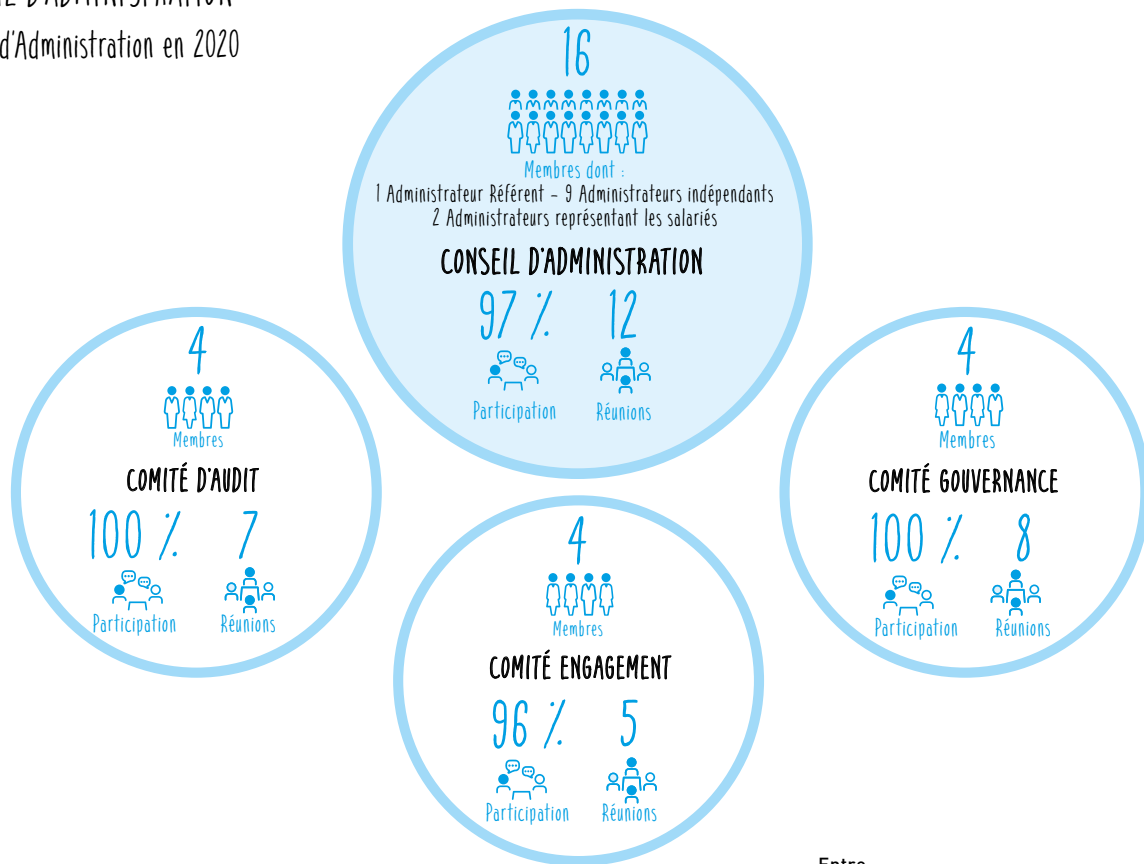 d'Administration en 2020
16
Membres dont :
1 Administrateur Référent – 9 Administrateurs indépendants
2 Administrateurs représentant les salariés
CONSEIL D'ADMINISTRATION
97 % 12
Participation Réunions
4
Membres
COMITÉ D'AUDIT
100 % 7
Participation Réunions
4
Membres
COMITÉ GOUVERNANCE
100 % 8
Participation Réunions
4
Membres
COMITÉ ENGAGEMENT
96 % 5
Participation Réunions